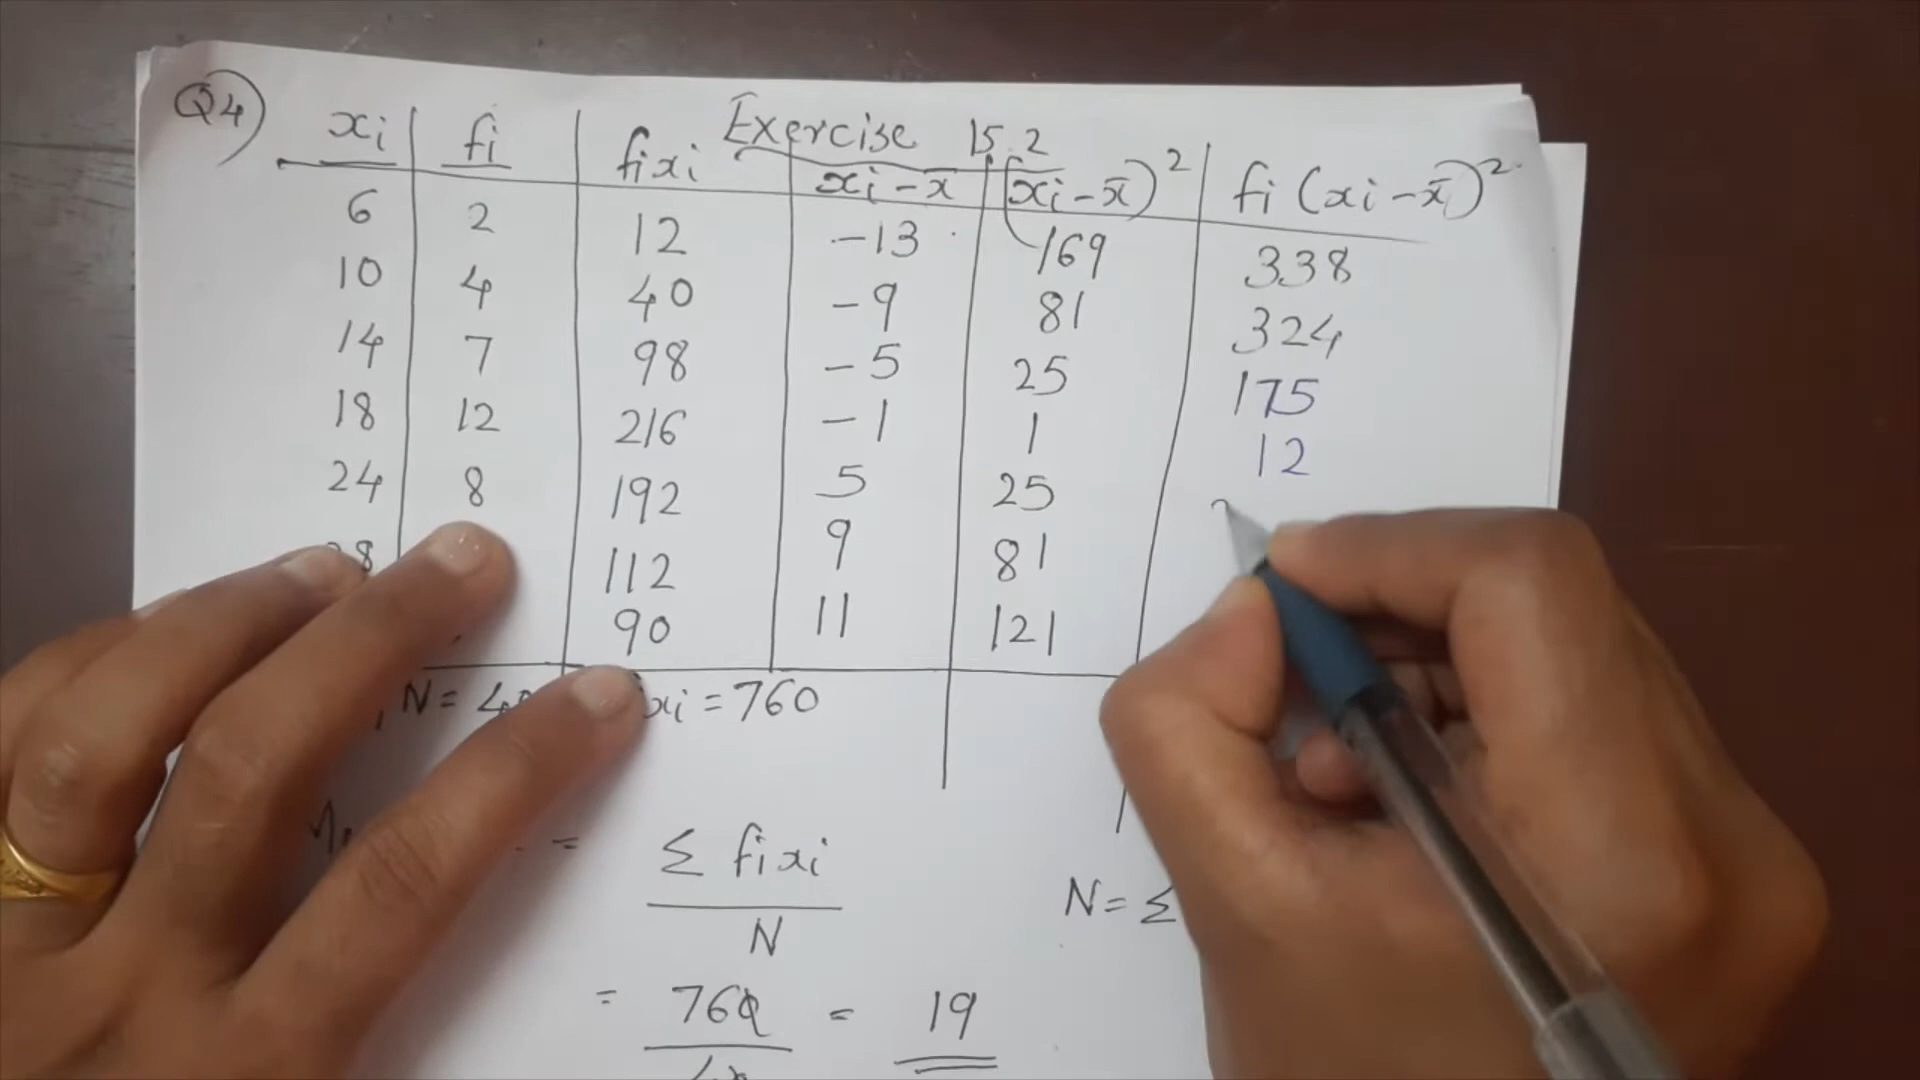 Q4) Exercise 15.2
xi fi fixi xi-x̄ (xi-x̄)² fi(xi-x̄)²
6 2 12 -13 169 338
10 4 40 -9 81 324
14 7 98 -5 25 175
18 12 216 -1 1 12
24 8 192 5 25
112 9 81
90 11 121
N= xi = 760
= Σ fixi
N
N= Σ
= 760 = 19